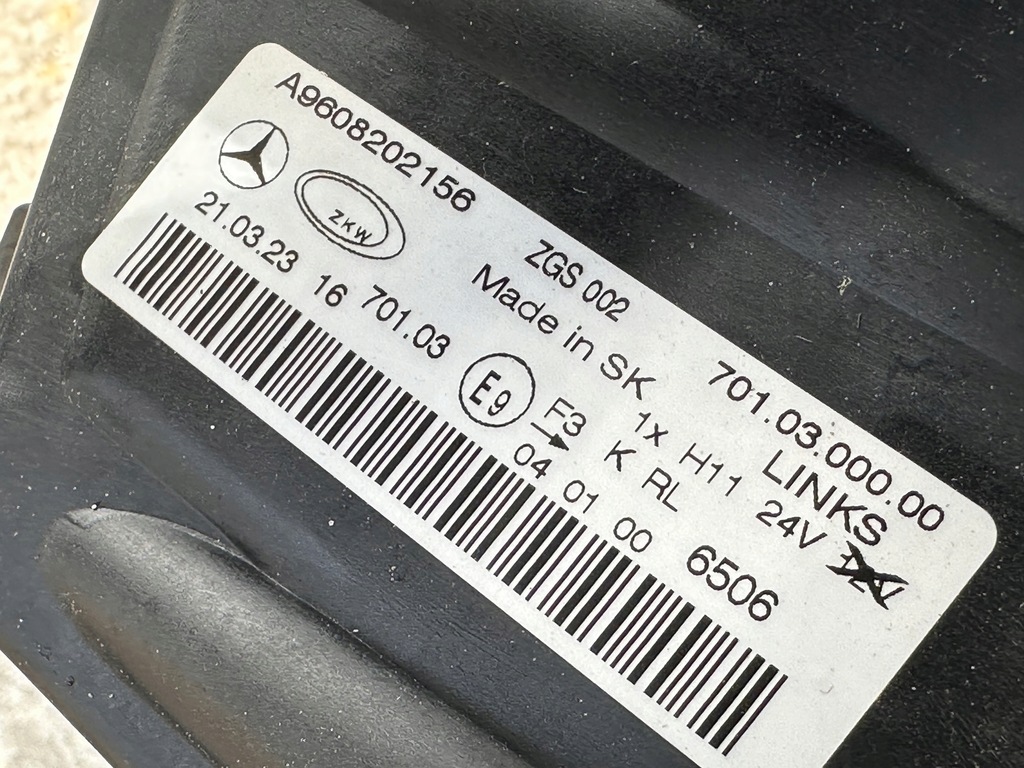 A9608202156 ZGS 002 701.03.000.00
ZKW Made in SK LINKS
21.03.23 16 701.03 E9 F3 1x H11 24V
K RL
04 01 00 6506